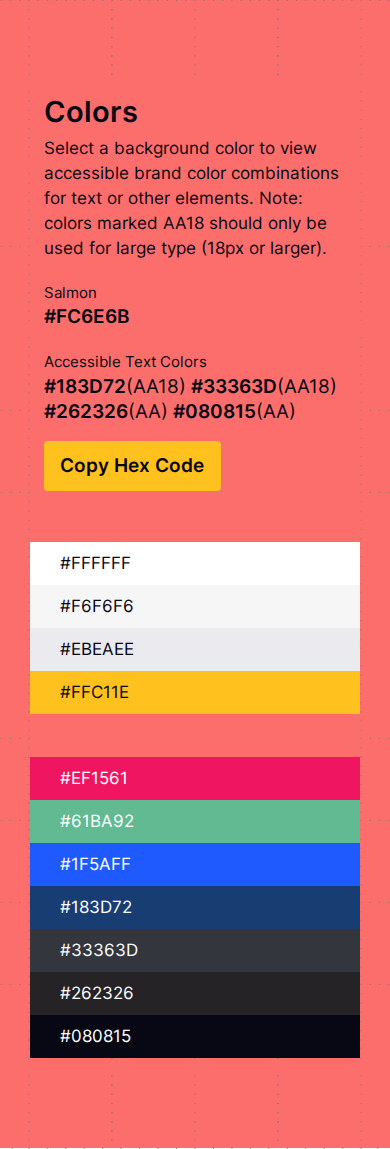 Colors
Select a background color to view
accessible brand color combinations
for text or other elements. Note:
colors marked AA18 should only be
used for large type (18px or larger).
Salmon
#FC6E6B
Accessible Text Colors
#183D72(AA18) #33363D(AA18)
#262326(AA) #080815(AA)
Copy Hex Code
#FFFFFF
#F6F6F6
#EBEAEE
#FFC11E
#EF1561
#61BA92
#1F5AFF
#183D72
#33363D
#262326
#080815